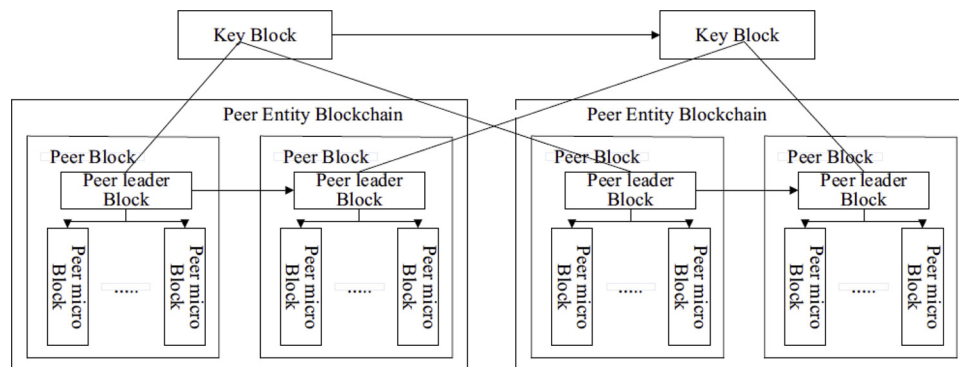 Key Block
Key Block
Peer Entity Blockchain
Peer Entity Blockchain
Peer Block
Peer Block
Peer Block
Peer Block
Peer leader
Block
Peer leader
Block
Peer leader
Block
Peer leader
Block
Peer micro
Block
.....
Peer micro
Block
Peer micro
Block
.....
Peer micro
Block
Peer micro
Block
.....
Peer micro
Block
Peer micro
Block
.....
Peer micro
Block